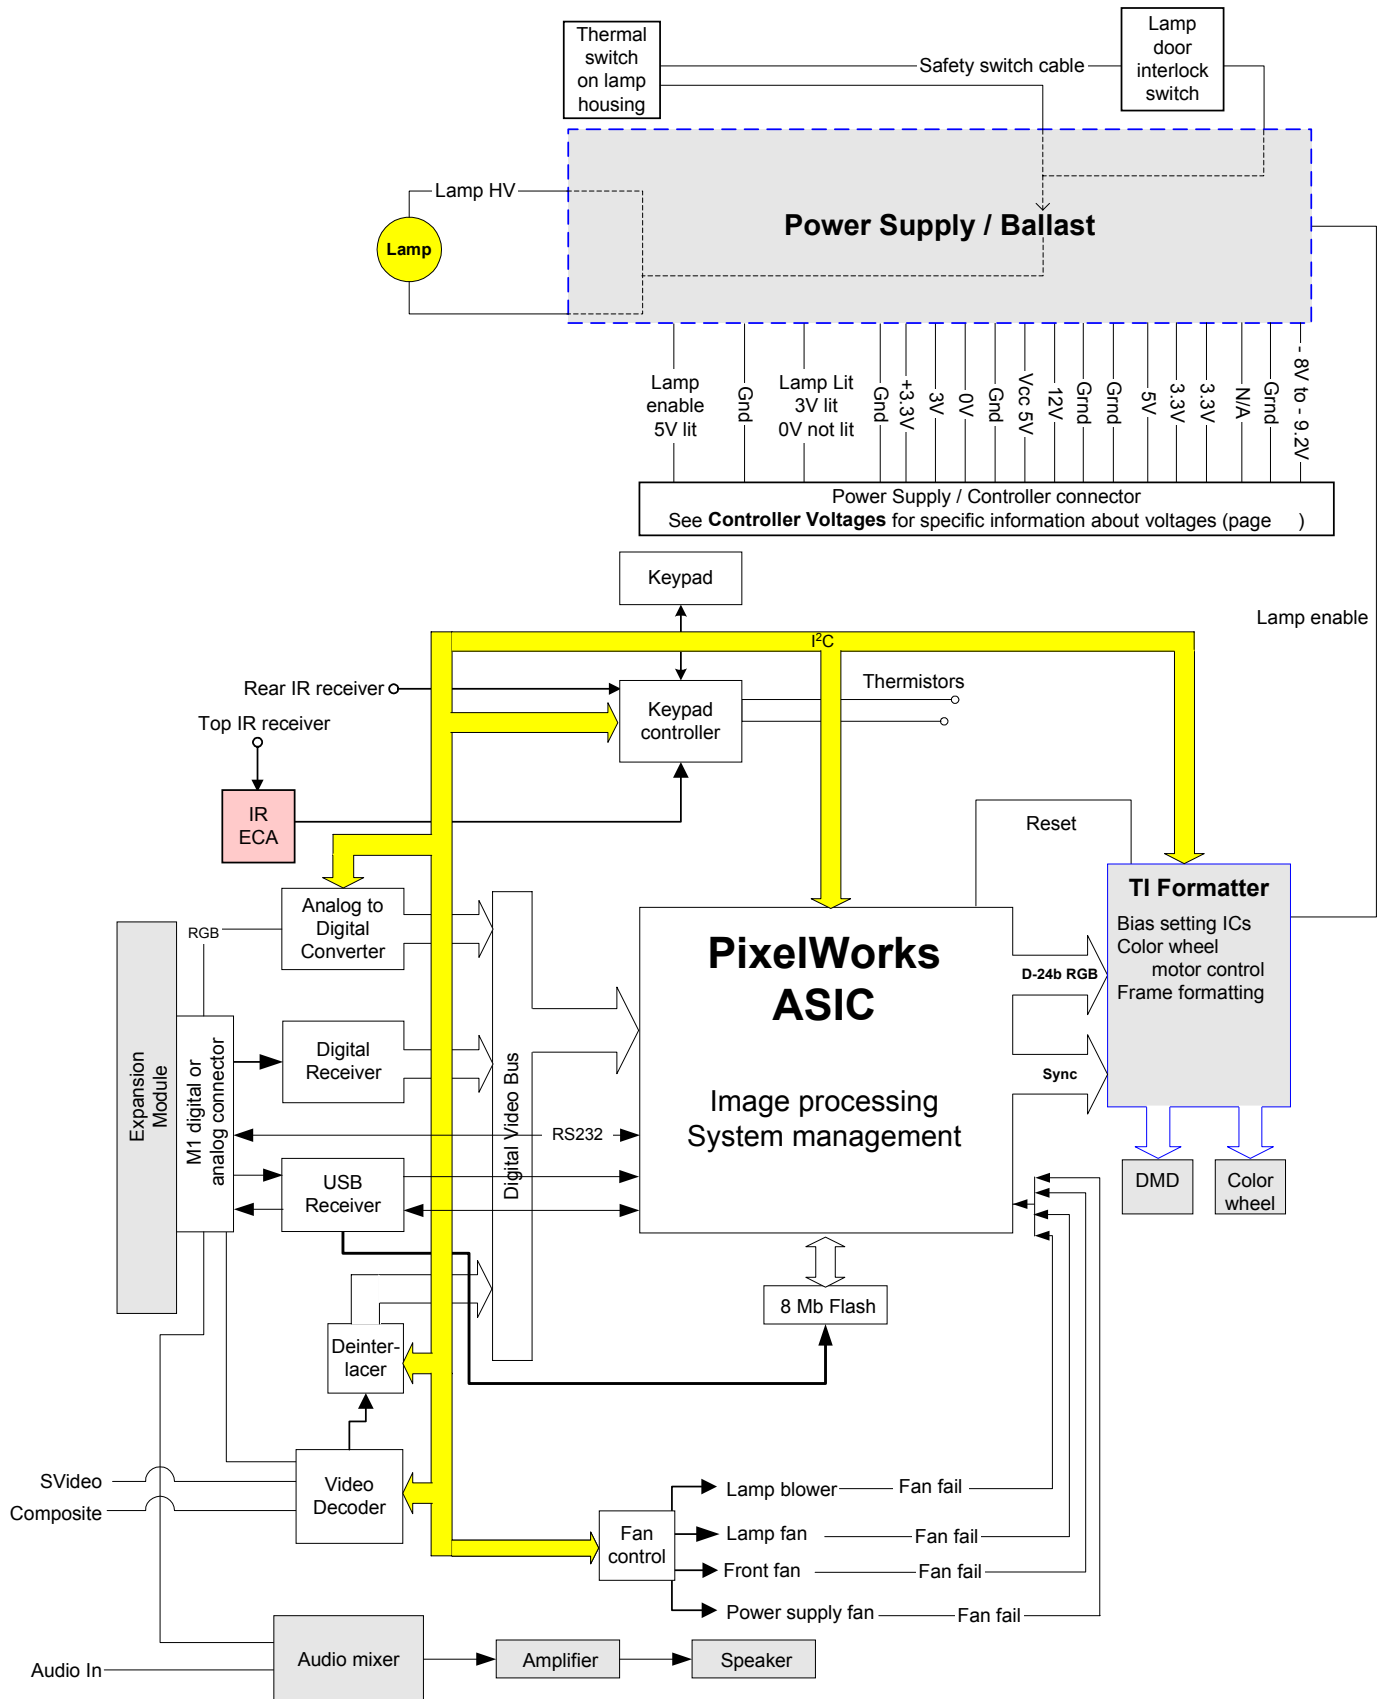 Thermal
switch
on lamp
housing
Safety switch cable
Lamp
door
interlock
switch
Lamp HV
Lamp
Power Supply / Ballast
Lamp
enable
5V lit
Gnd
Lamp Lit
3V lit
0V not lit
Gnd
+3.3V
3V
0V
Gnd
Vcc 5V
12V
Grnd
Grnd
5V
3.3V
3.3V
N/A
Grnd
- 8V to - 9.2V
Power Supply / Controller connector
See Controller Voltages for specific information about voltages (page )
Keypad
Lamp enable
I²C
Rear IR receiver
Keypad
controller
Thermistors
Top IR receiver
IR
ECA
Reset
TI Formatter
Bias setting ICs
Color wheel
motor control
Frame formatting
Analog to
Digital
Converter
RGB
PixelWorks
ASIC
Image processing
System management
D-24b RGB
Sync
Expansion
Module
M1 digital or
analog connector
Digital
Receiver
Digital Video Bus
RS232
USB
Receiver
DMD
Color
wheel
8 Mb Flash
Deinter-
lacer
SVideo
Composite
Video
Decoder
Fan
control
Lamp blower
Fan fail
Lamp fan
Fan fail
Front fan
Fan fail
Power supply fan
Fan fail
Audio In
Audio mixer
Amplifier
Speaker